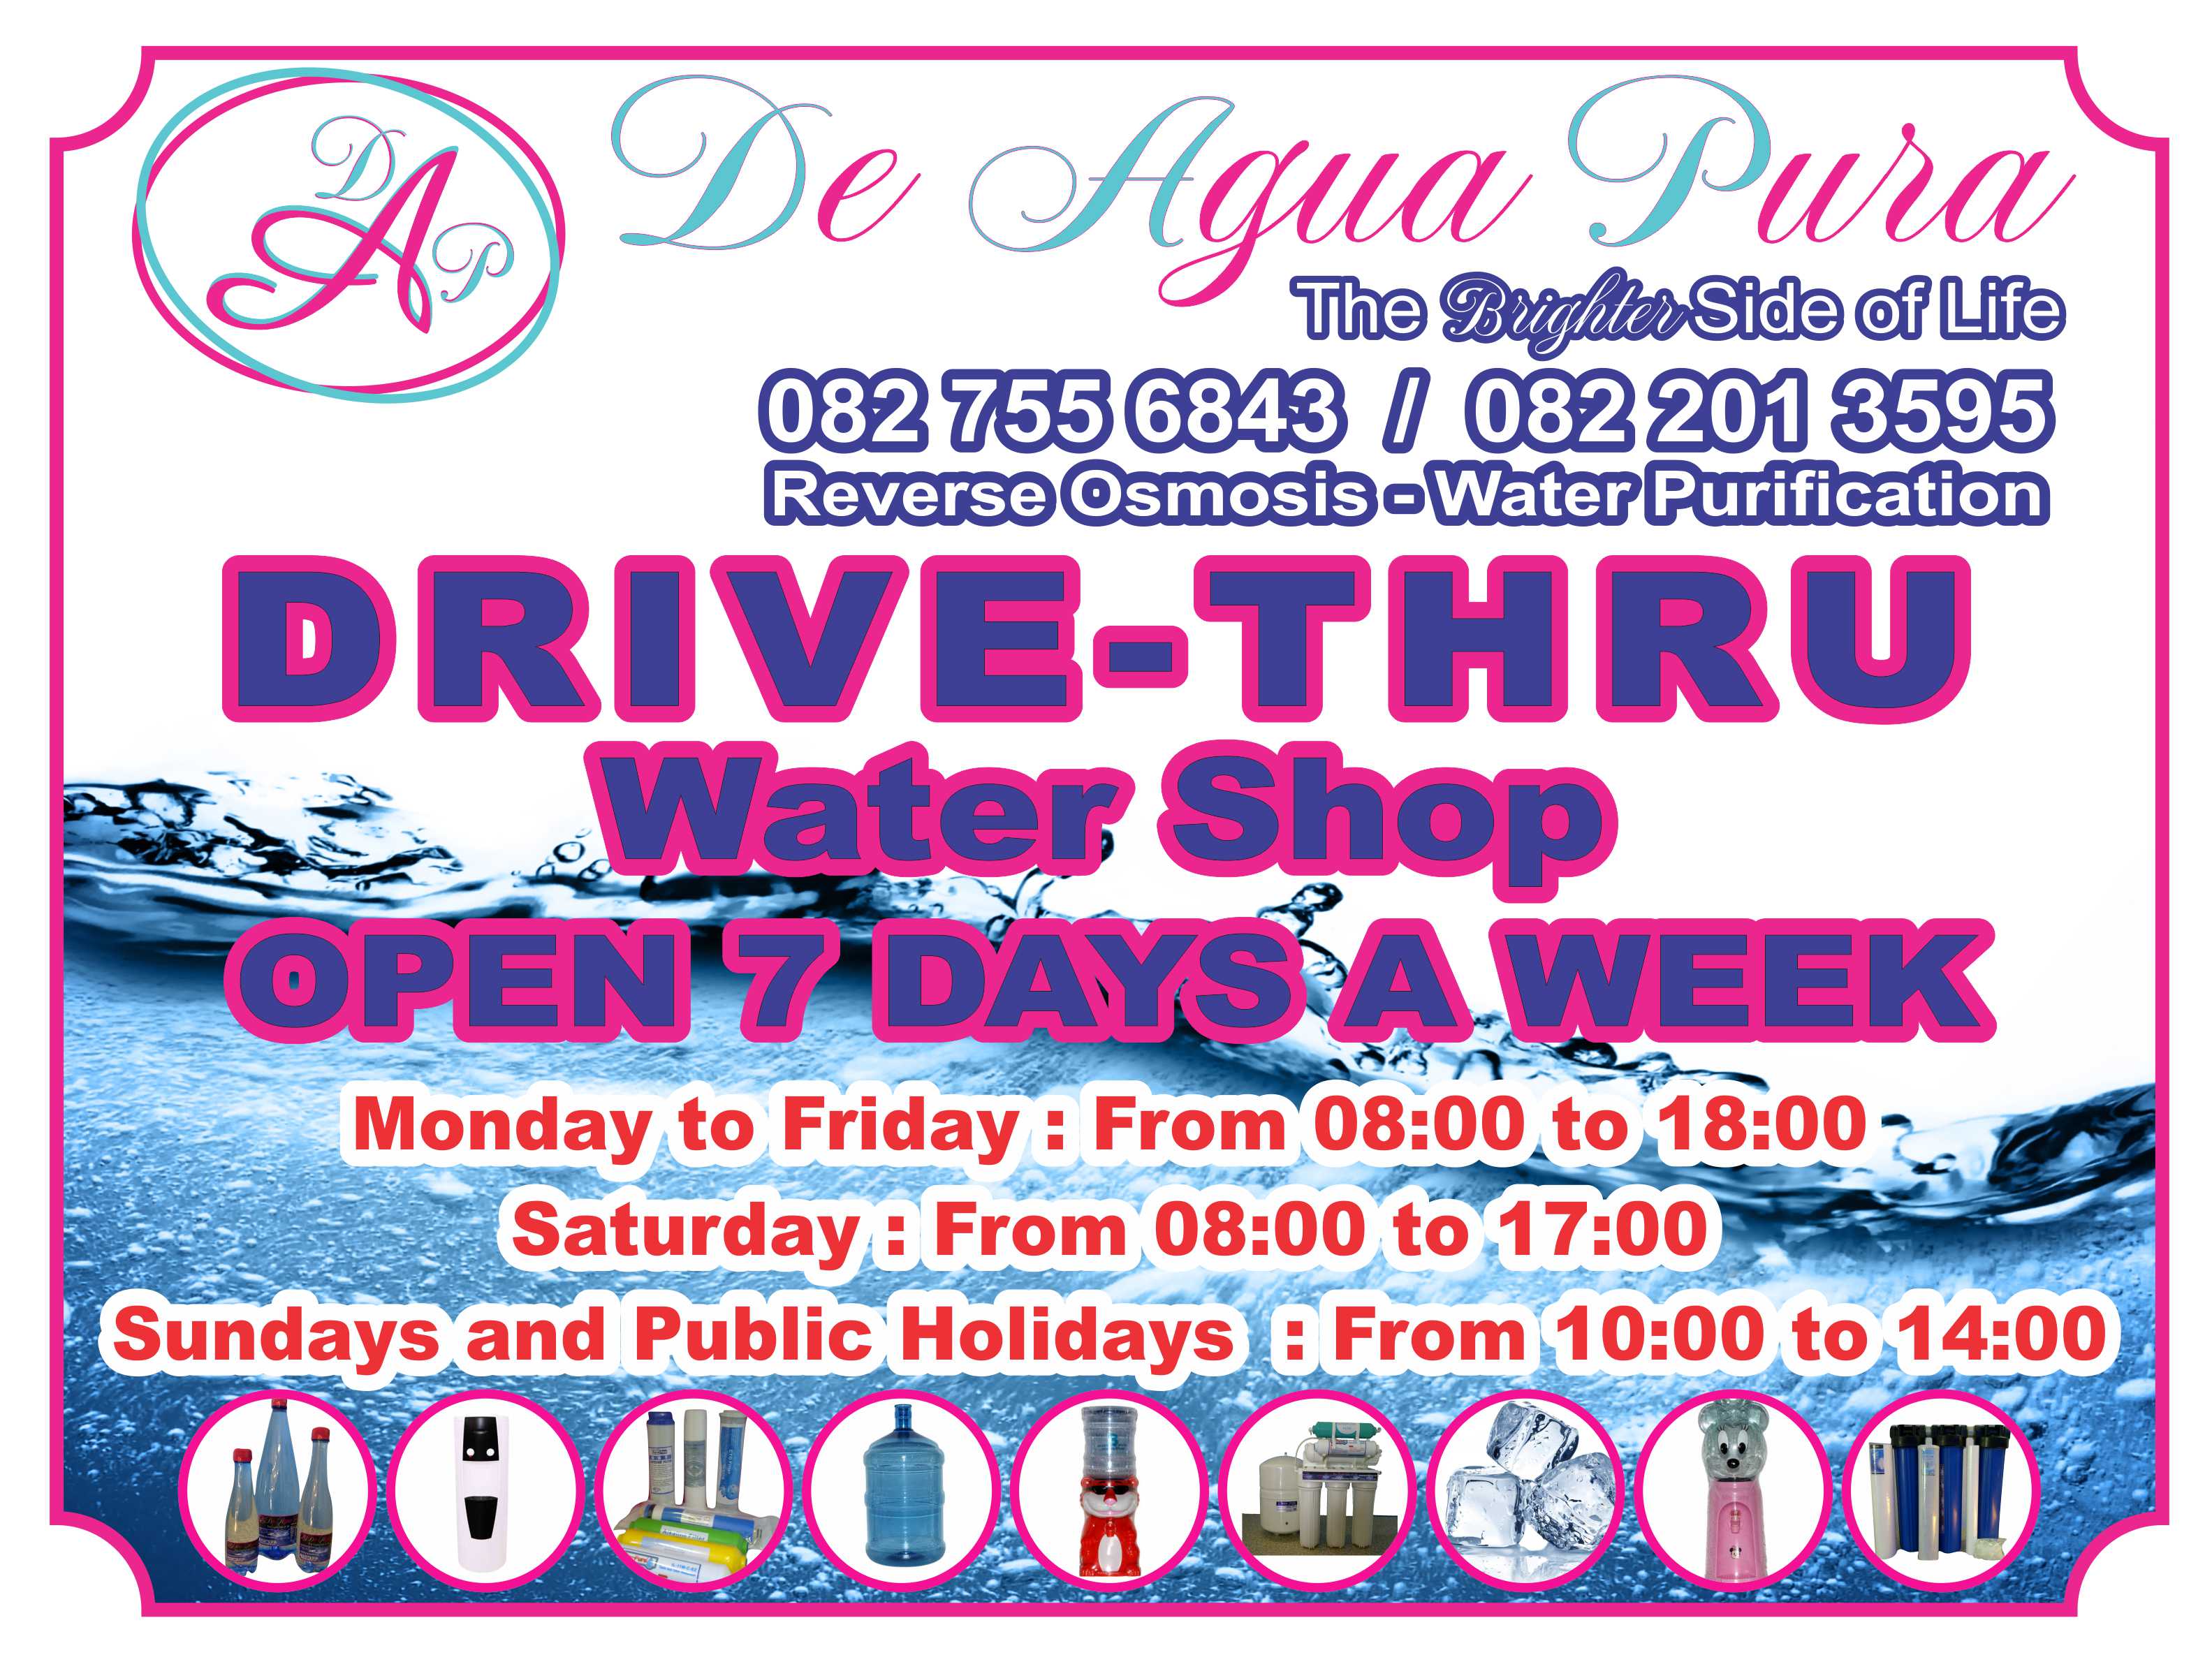 DAP
De Agua Pura
The Brighter Side of Life
082 755 6843 / 082 201 3595
Reverse Osmosis - Water Purification
DRIVE-THRU
Water Shop
OPEN 7 DAYS A WEEK
Monday to Friday : From 08:00 to 18:00
Saturday : From 08:00 to 17:00
Sundays and Public Holidays : From 10:00 to 14:00